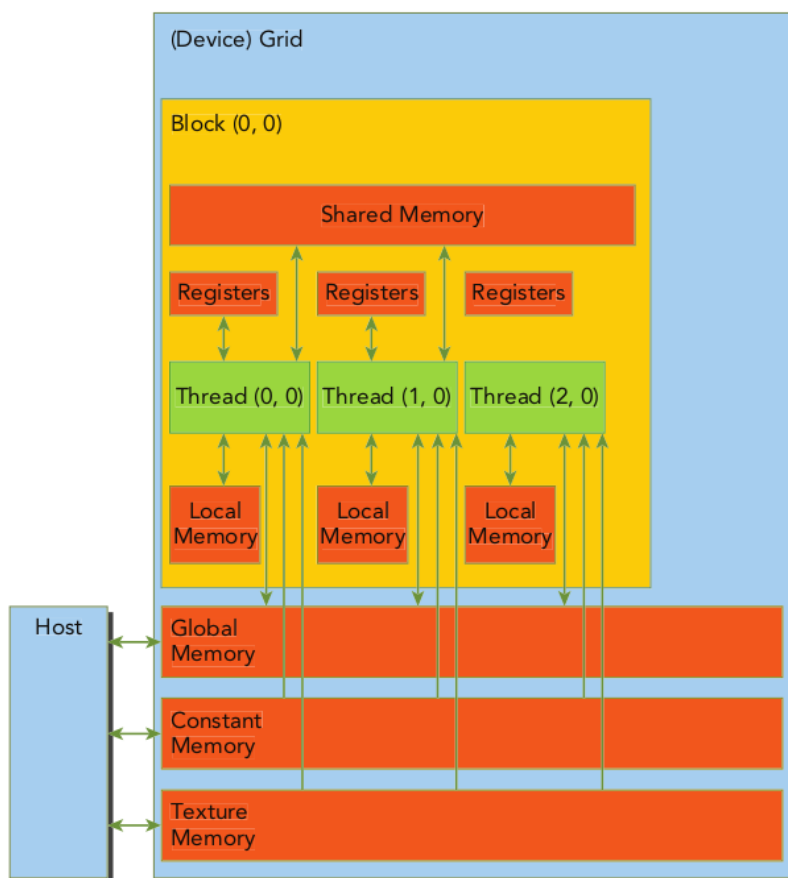 (Device) Grid
Block (0, 0)
Shared Memory
Registers
Registers
Registers
Thread (0, 0)
Thread (1, 0)
Thread (2, 0)
Local
Memory
Local
Memory
Local
Memory
Host
Global
Memory
Constant
Memory
Texture
Memory